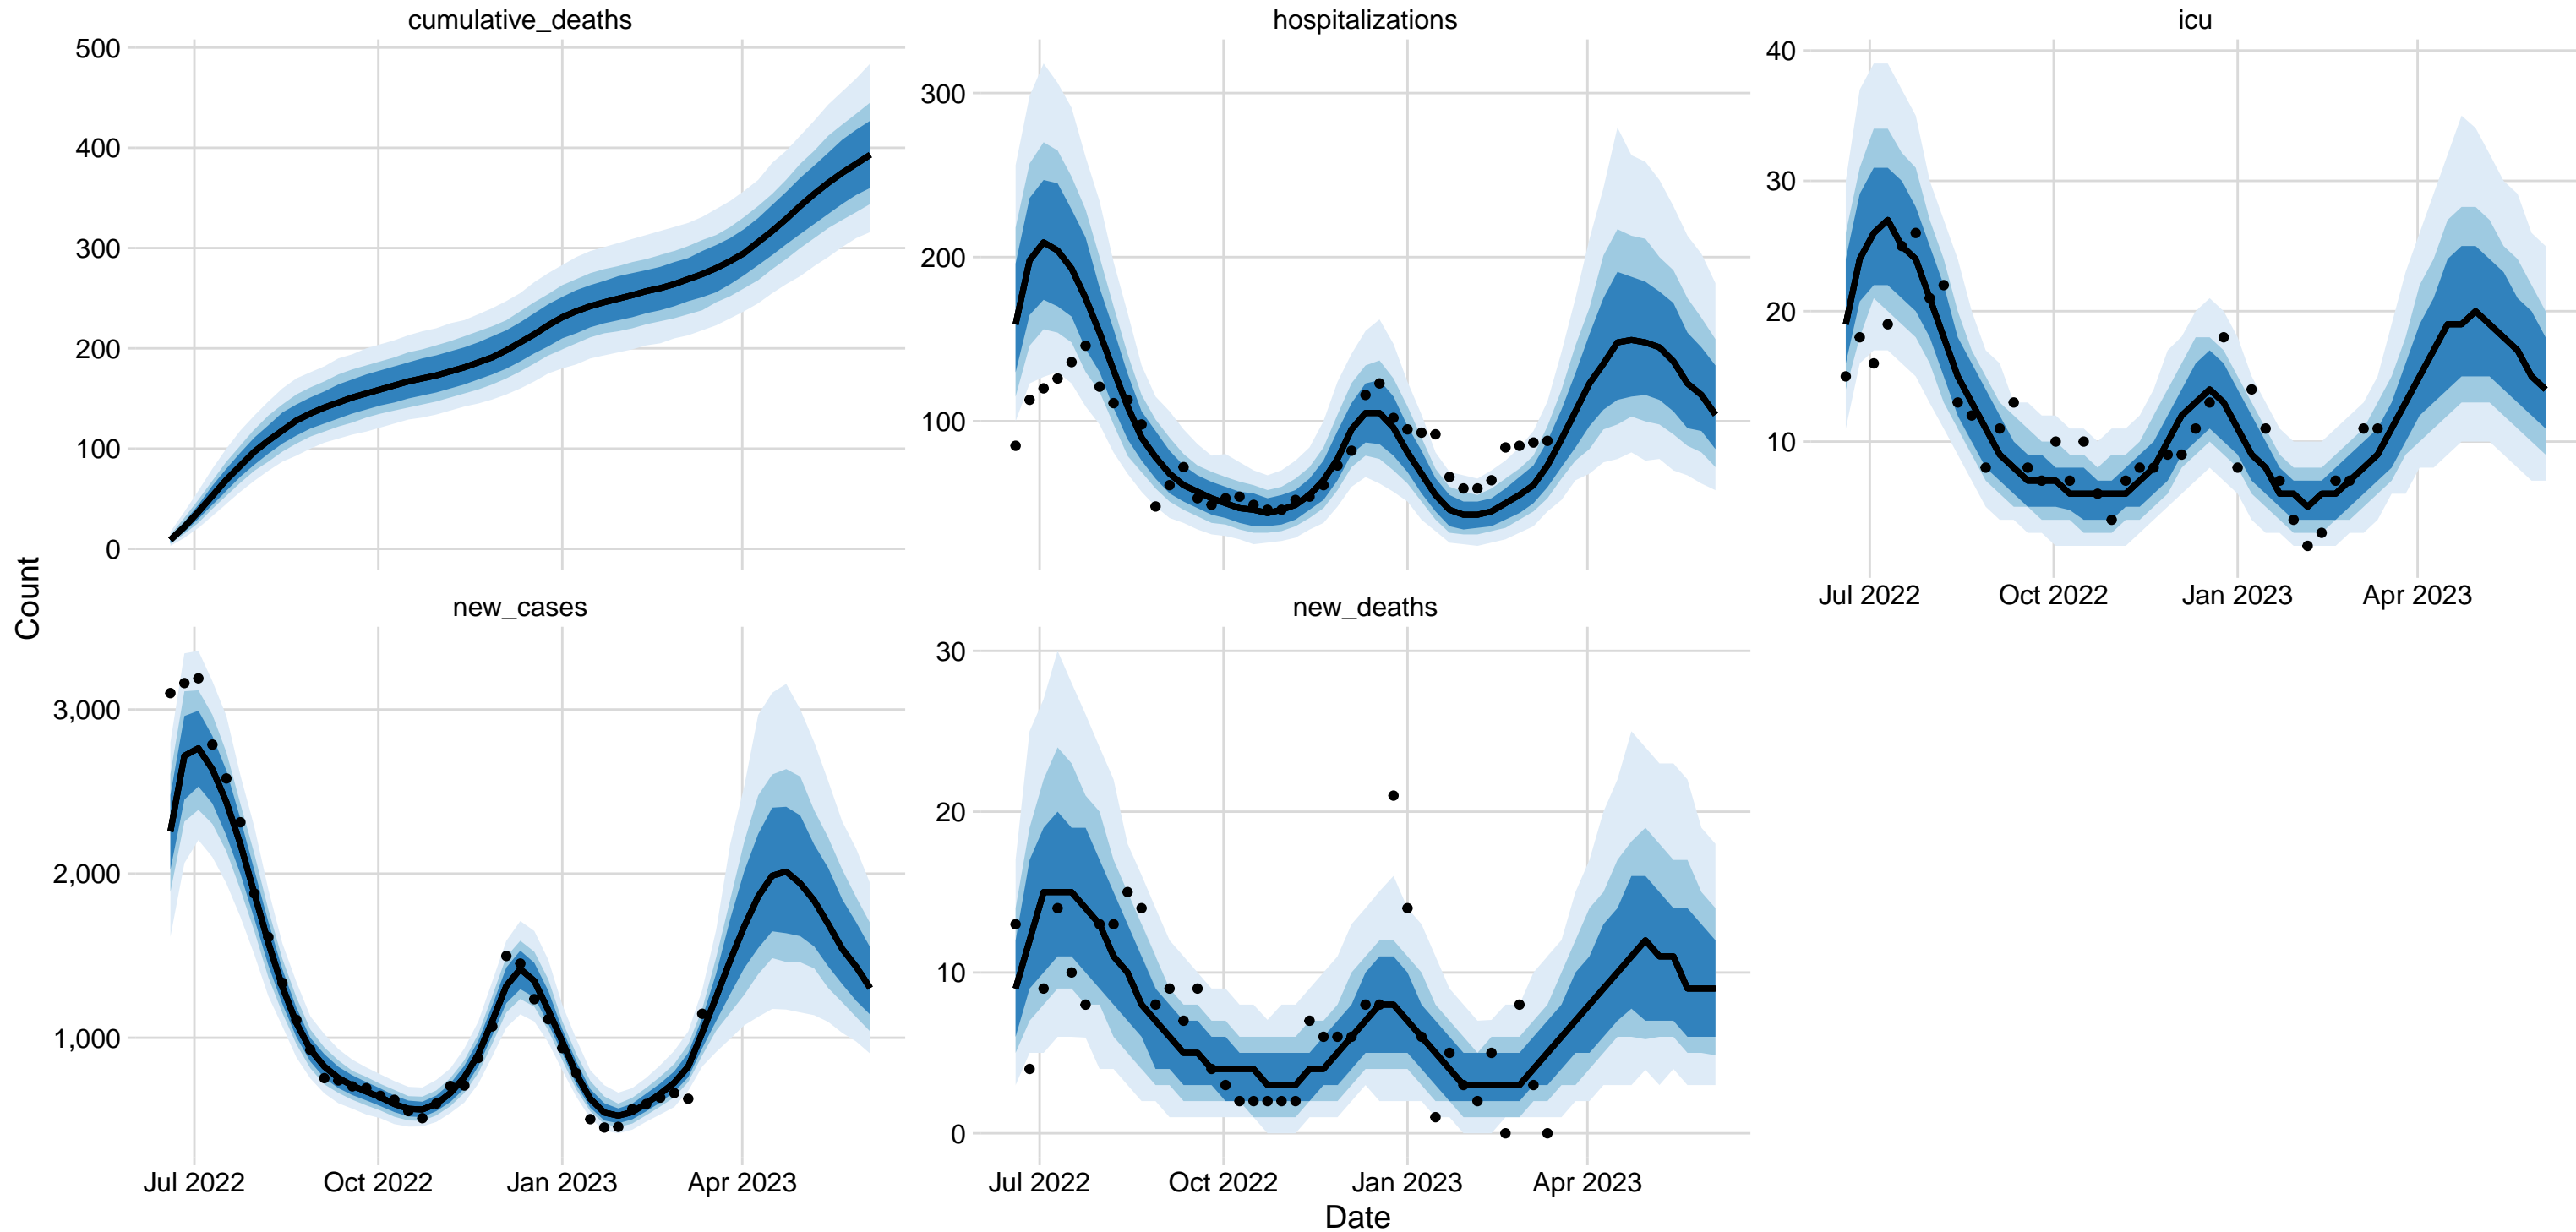 cumulative_deaths
hospitalizations
icu
500
400
300
200
100
0
300
200
100
40
30
20
10
Jul 2022
Oct 2022
Jan 2023
Apr 2023
Count
new_cases
new_deaths
3,000
2,000
1,000
30
20
10
0
Jul 2022
Oct 2022
Jan 2023
Apr 2023
Jul 2022
Oct 2022
Jan 2023
Apr 2023
Date